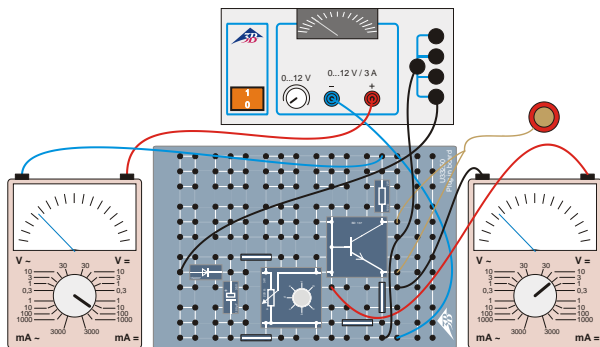 3B
1
0
0...12 V
0...12 V / 3 A
− +
U33250
Plug in board
V ~ V =
30 30
10 10
3 3
1 1
0,3 0,3
1 1
10 10
100 100
1000 1000
3000 3000
mA ~ mA =
V ~ V =
30 30
10 10
3 3
1 1
0,3 0,3
1 1
10 10
100 100
1000 1000
3000 3000
mA ~ mA =
3B